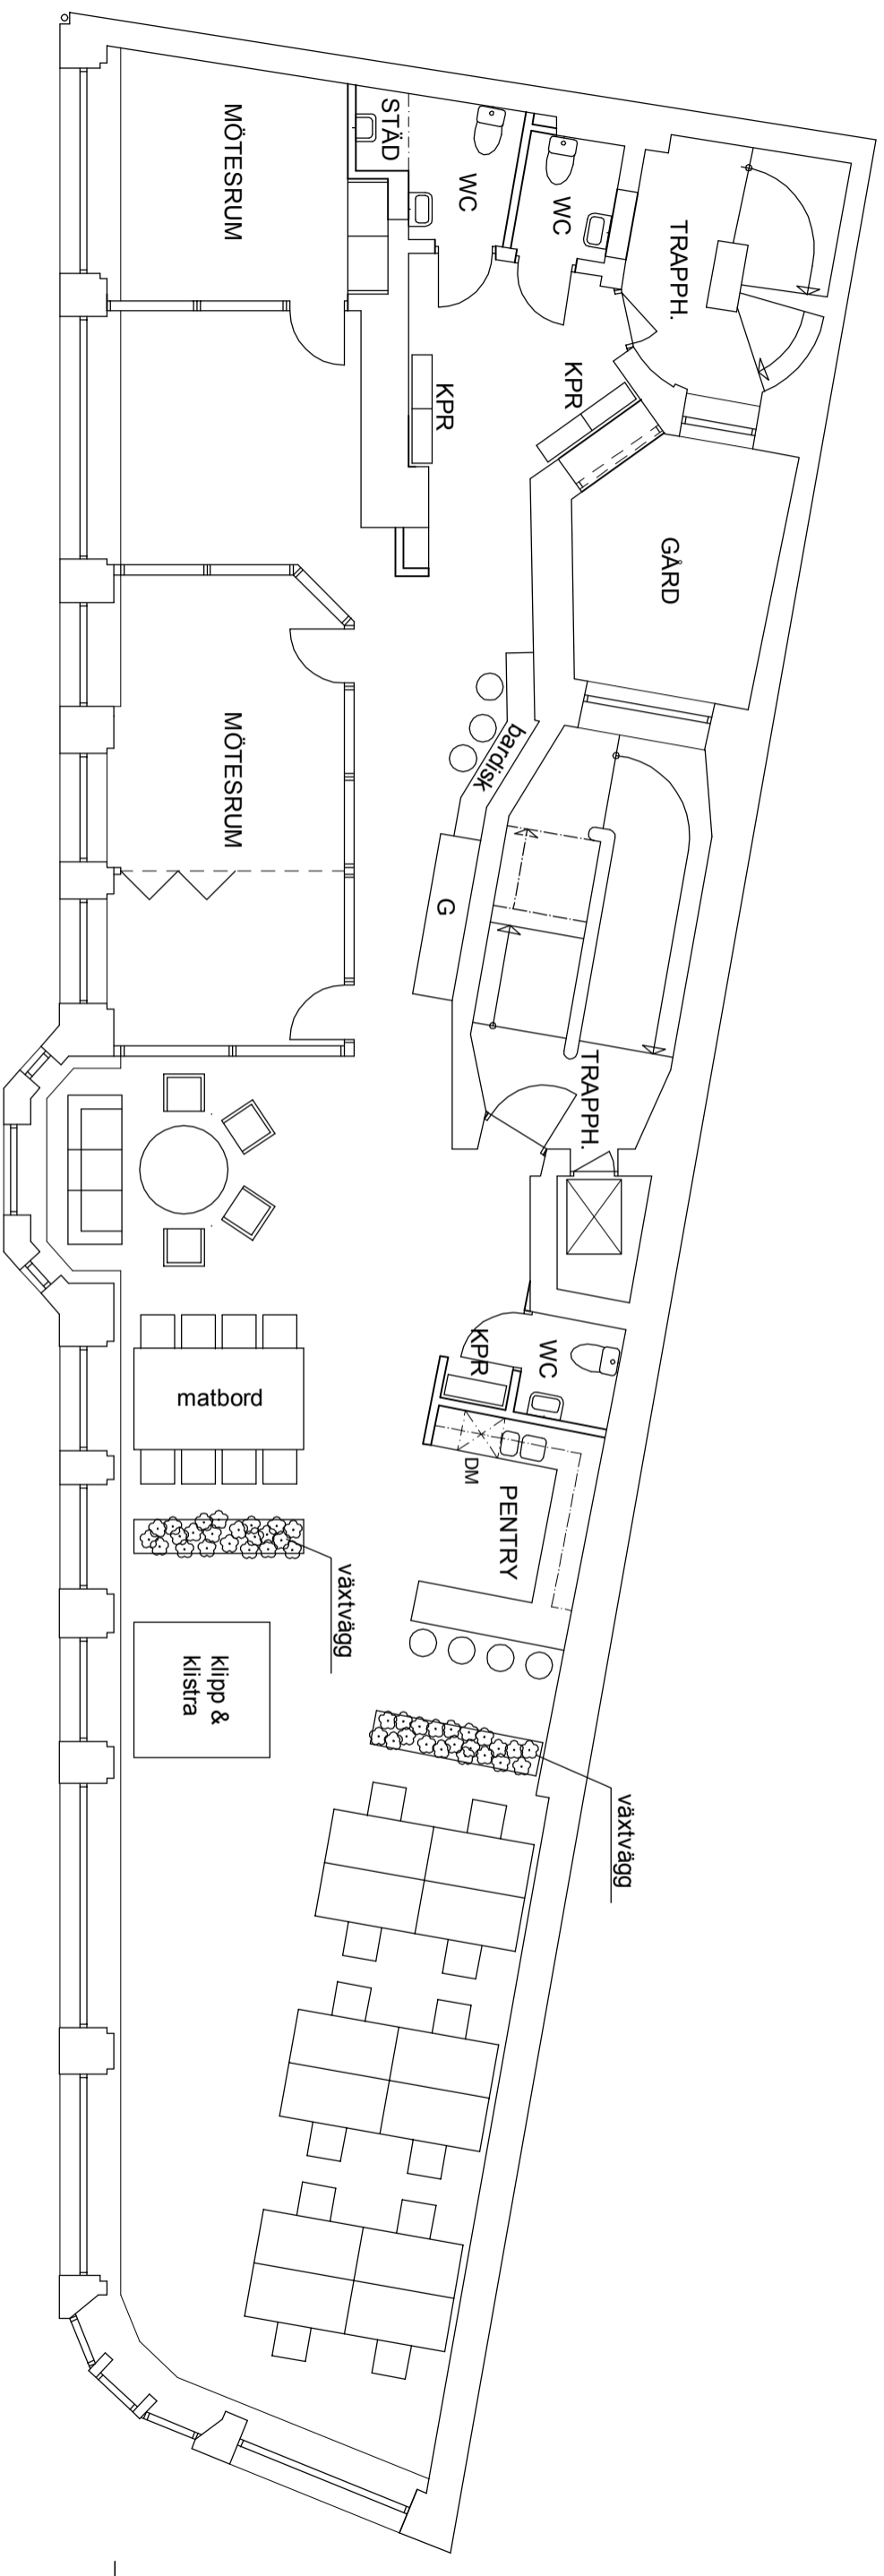 MÖTESRUM
STÄD
WC
WC
TRAPPH.
KPR
KPR
GÅRD
MÖTESRUM
bardisk
G
TRAPPH.
KPR
WC
matbord
DM
PENTRY
växtvägg
klipp &
klistra
växtvägg